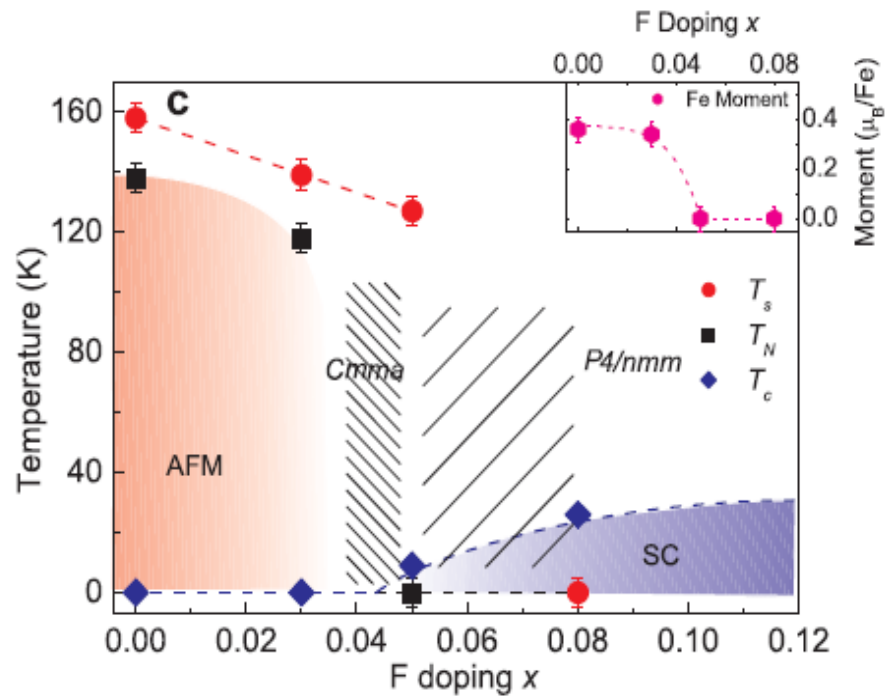 F Doping x
0.00 0.04 0.08
c
Fe Moment
0.4
0.2
0.0
Moment (μB/Fe)
160
120
80
40
0
Temperature (K)
Ts
TN
Tc
Cmma
P4/nmm
AFM
SC
0.00 0.02 0.04 0.06 0.08 0.10 0.12
F doping x